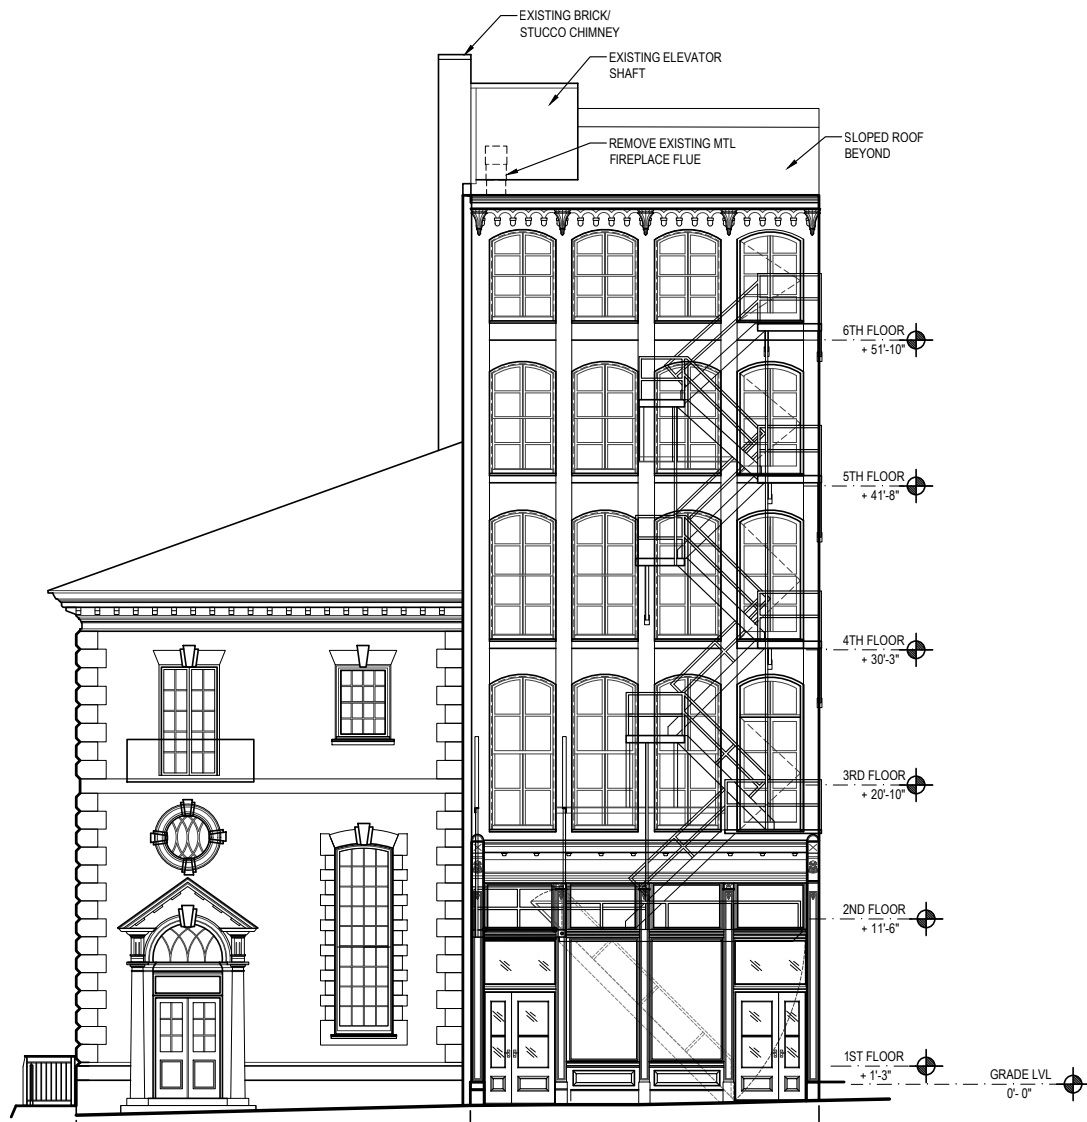 EXISTING BRICK/
STUCCO CHIMNEY
EXISTING ELEVATOR
SHAFT
REMOVE EXISTING MTL
FIREPLACE FLUE
SLOPED ROOF
BEYOND
6TH FLOOR
+ 51'-10"
5TH FLOOR
+ 41'-8"
4TH FLOOR
+ 30'-3"
3RD FLOOR
+ 20'-10"
2ND FLOOR
+ 11'-6"
1ST FLOOR
+ 1'-3"
GRADE LVL
0'- 0"